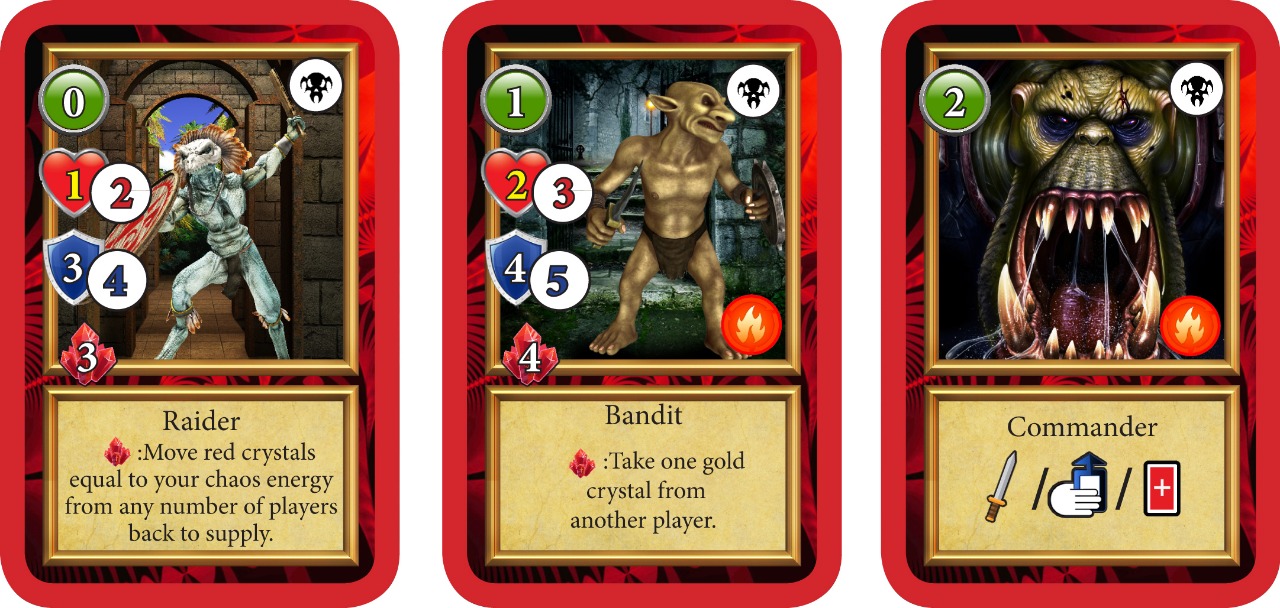 0
1 2
3 4
3
Raider
:Move red crystals
equal to your chaos energy
from any number of players
back to supply.
1
2 3
4 5
4
Bandit
:Take one gold
crystal from
another player.
2
Commander
/ / +